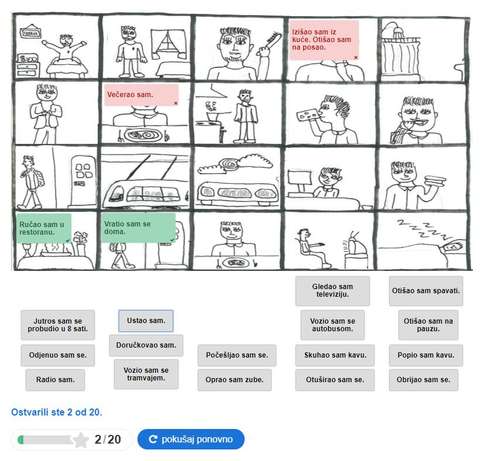 Izišao sam iz
kuće. Otišao sam
na posao.
Večerao sam.
Ručao sam u
restoranu.
Vratio sam se
doma.
Gledao sam
televiziju.
Otišao sam spavati.
Jutros sam se
probudio u 8 sati.
Ustao sam.
Vozio sam se
autobusom.
Otišao sam na
pauzu.
Doručkovao sam.
Odjenuo sam se.
Počešljao sam se.
Skuhao sam kavu.
Popio sam kavu.
Vozio sam se
tramvajem.
Radio sam.
Oprao sam zube.
Otuširao sam se.
Obrijao sam se.
Ostvarili ste 2 od 20.
2/20
pokušaj ponovno